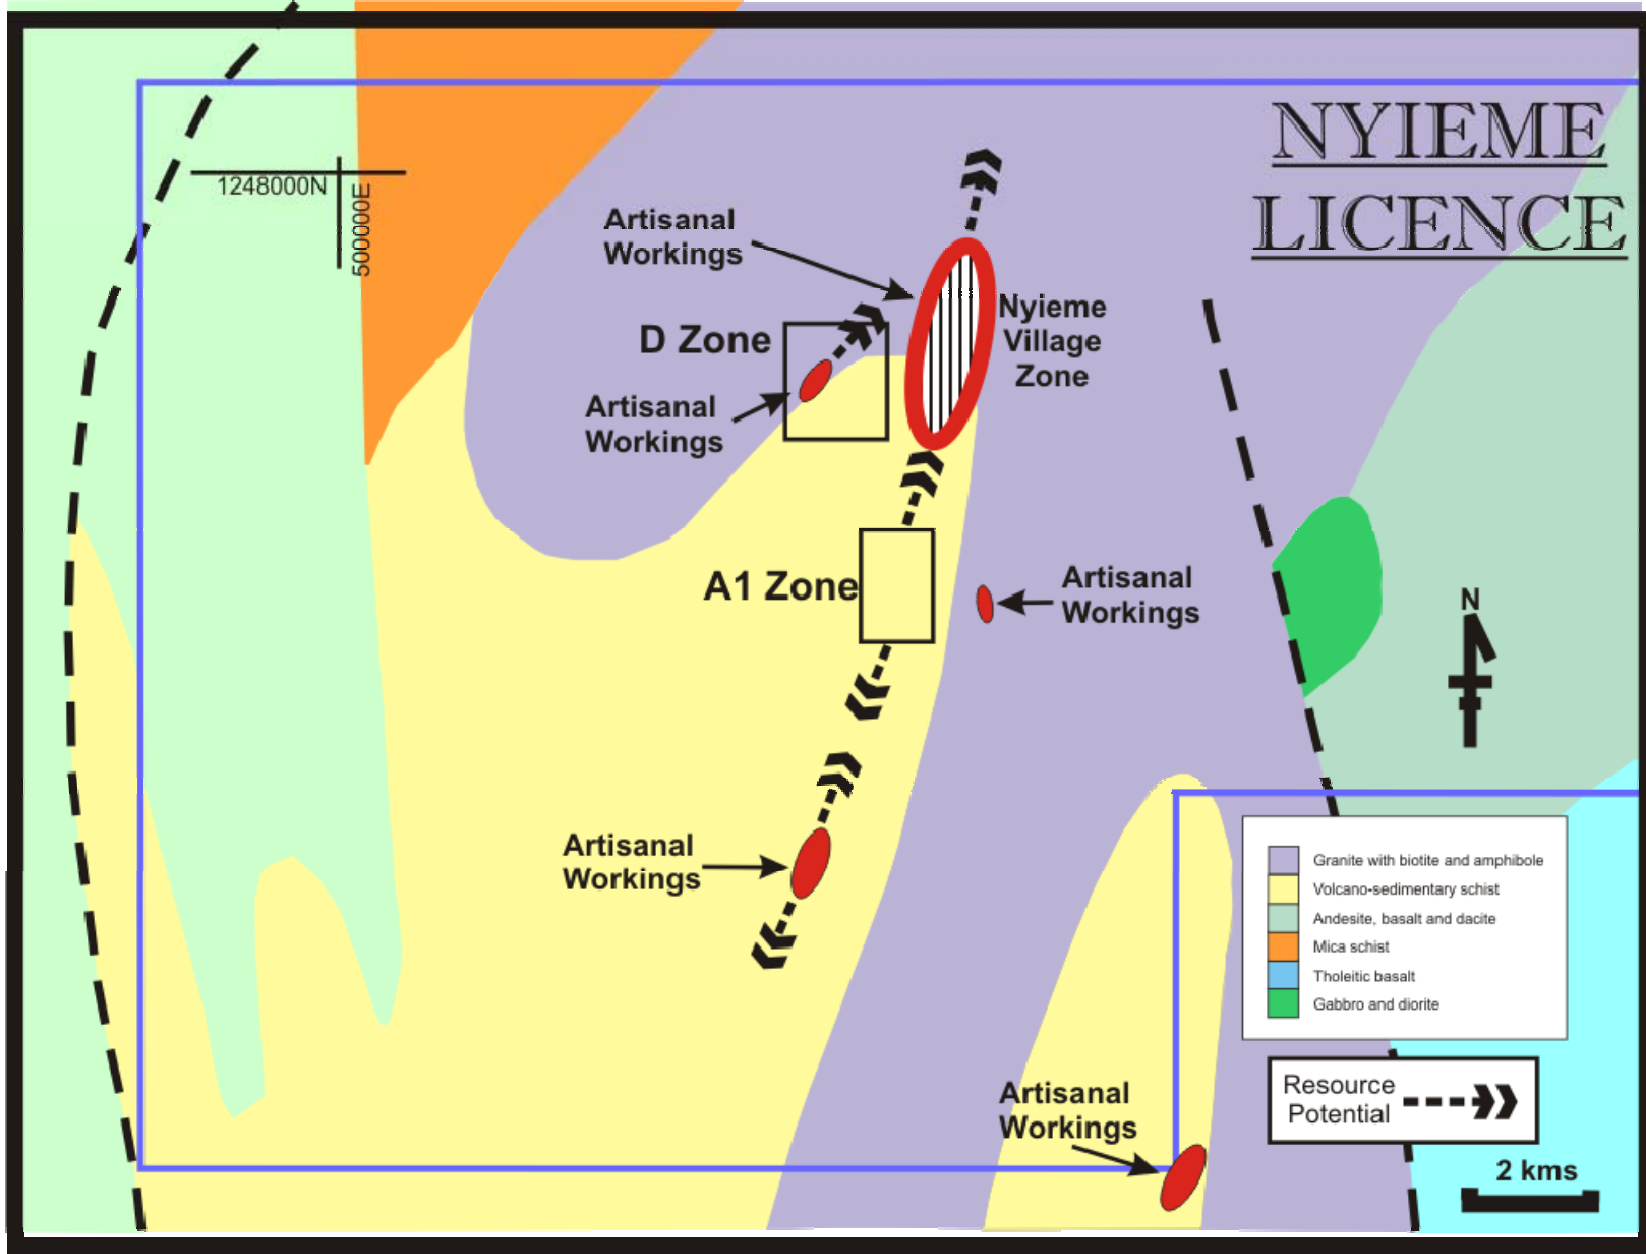 NYIEME
LICENCE
1248000N
500000E
Artisanal
Workings
Nyieme
Village
Zone
D Zone
Artisanal
Workings
A1 Zone
Artisanal
Workings
N
Artisanal
Workings
Granite with biotite and amphibole
Volcano-sedimentary schist
Andesite, basalt and dacite
Mica schist
Tholeitic basalt
Gabbro and diorite
Resource
Potential
Artisanal
Workings
2 kms